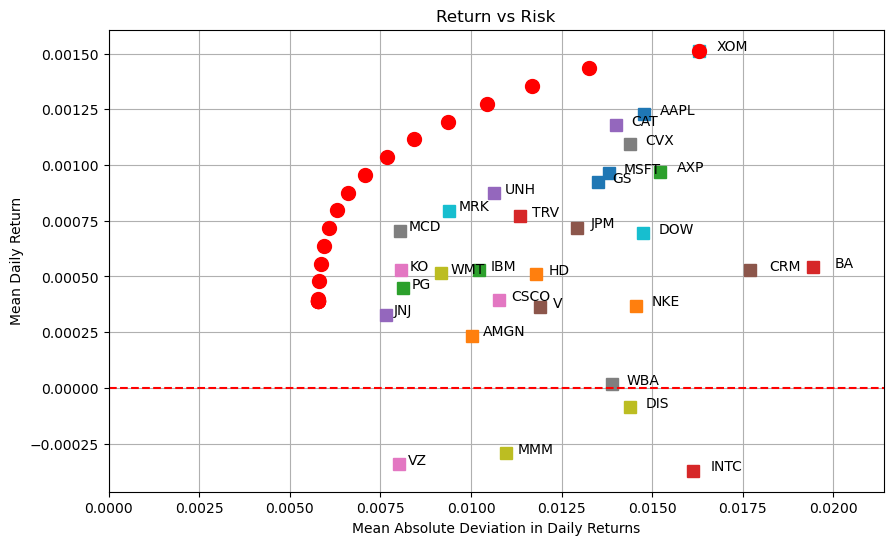 Return vs Risk
0.00150
0.00125
0.00100
0.00075
0.00050
0.00025
0.00000
−0.00025
Mean Daily Return
XOM
AAPL
CAT
CVX
MSFT
AXP
GS
UNH
MRK
TRV
MCD
JPM
DOW
KO
WMT
IBM
HD
CRM
BA
PG
CSCO
V
NKE
JNJ
AMGN
WBA
DIS
VZ
MMM
INTC
0.0000
0.0025
0.0050
0.0075
0.0100
0.0125
0.0150
0.0175
0.0200
Mean Absolute Deviation in Daily Returns